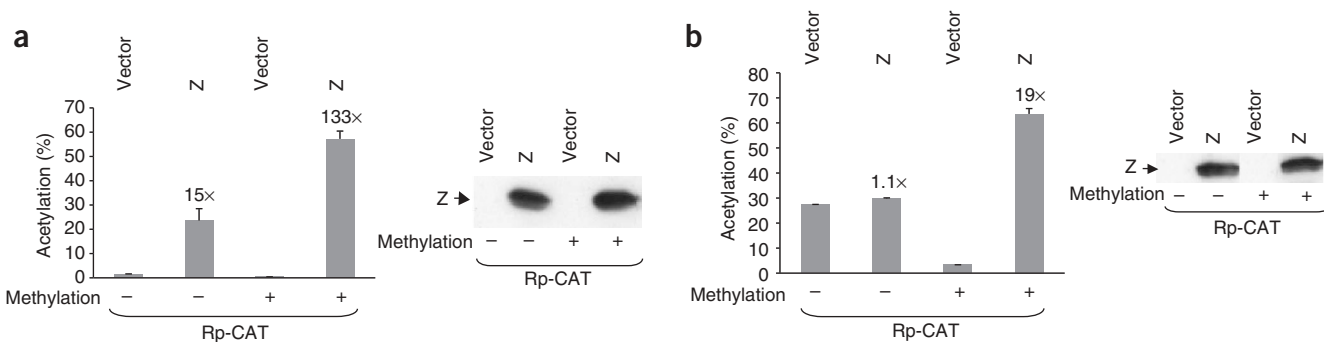 a
Vector Z Vector Z
Acetylation (%)
70
60
50
40
30
20
10
0
15×
133×
Methylation − − + +
Rp-CAT
Vector Z Vector Z
Z
Methylation − − + +
Rp-CAT
b
Vector Z Vector Z
Acetylation (%)
80
70
60
50
40
30
20
10
0
1.1×
19×
Methylation − − + +
Rp-CAT
Vector Z Vector Z
Z
Methylation − − + +
Rp-CAT